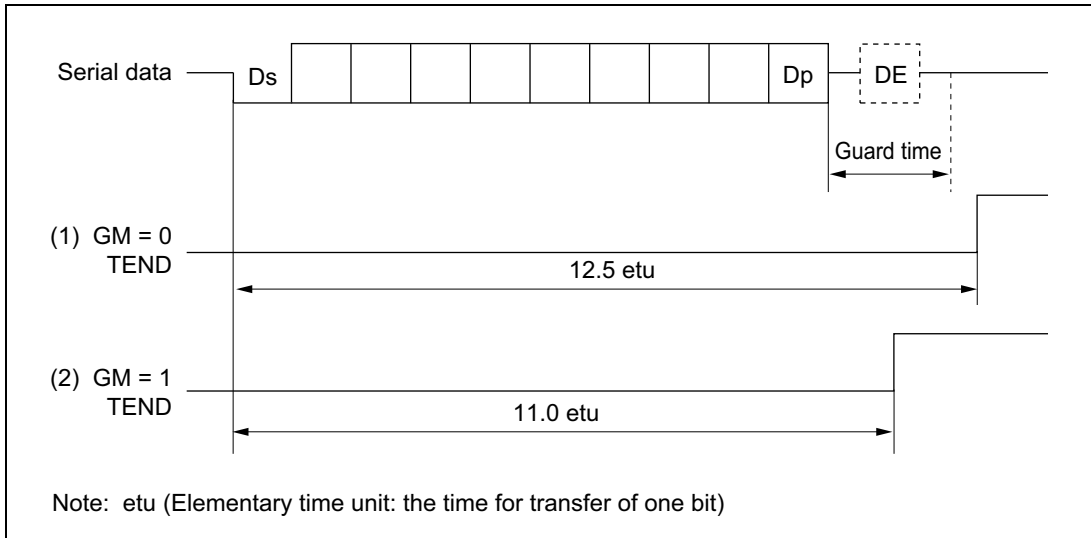 Serial data
Ds
Dp
DE
Guard time
(1) GM = 0
TEND
12.5 etu
(2) GM = 1
TEND
11.0 etu
Note: etu (Elementary time unit: the time for transfer of one bit)